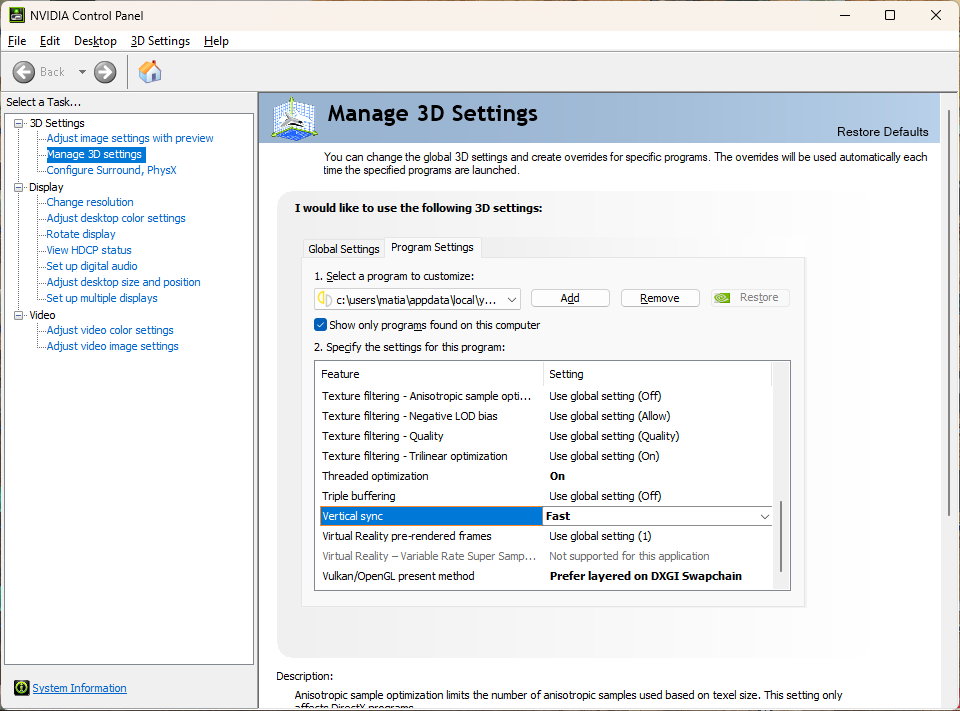 NVIDIA Control Panel
File Edit Desktop 3D Settings Help
Back
Select a Task...
3D Settings
Adjust image settings with preview
Manage 3D settings
Configure Surround, PhysX
Display
Change resolution
Adjust desktop color settings
Rotate display
View HDCP status
Set up digital audio
Adjust desktop size and position
Set up multiple displays
Video
Adjust video color settings
Adjust video image settings
System Information
Manage 3D Settings
Restore Defaults
You can change the global 3D settings and create overrides for specific programs. The overrides will be used automatically each
time the specified programs are launched.
I would like to use the following 3D settings:
Global Settings Program Settings
1. Select a program to customize:
c:\users\matia\appdata\local\y... Add Remove Restore
Show only programs found on this computer
2. Specify the settings for this program:
Feature Setting
Texture filtering - Anisotropic sample opti... Use global setting (Off)
Texture filtering - Negative LOD bias Use global setting (Allow)
Texture filtering - Quality Use global setting (Quality)
Texture filtering - Trilinear optimization Use global setting (On)
Threaded optimization On
Triple buffering Use global setting (Off)
Vertical sync Fast
Virtual Reality pre-rendered frames Use global setting (1)
Virtual Reality – Variable Rate Super Samp... Not supported for this application
Vulkan/OpenGL present method Prefer layered on DXGI Swapchain
Description:
Anisotropic sample optimization limits the number of anisotropic samples used based on texel size. This setting only
affects DirectX programs.